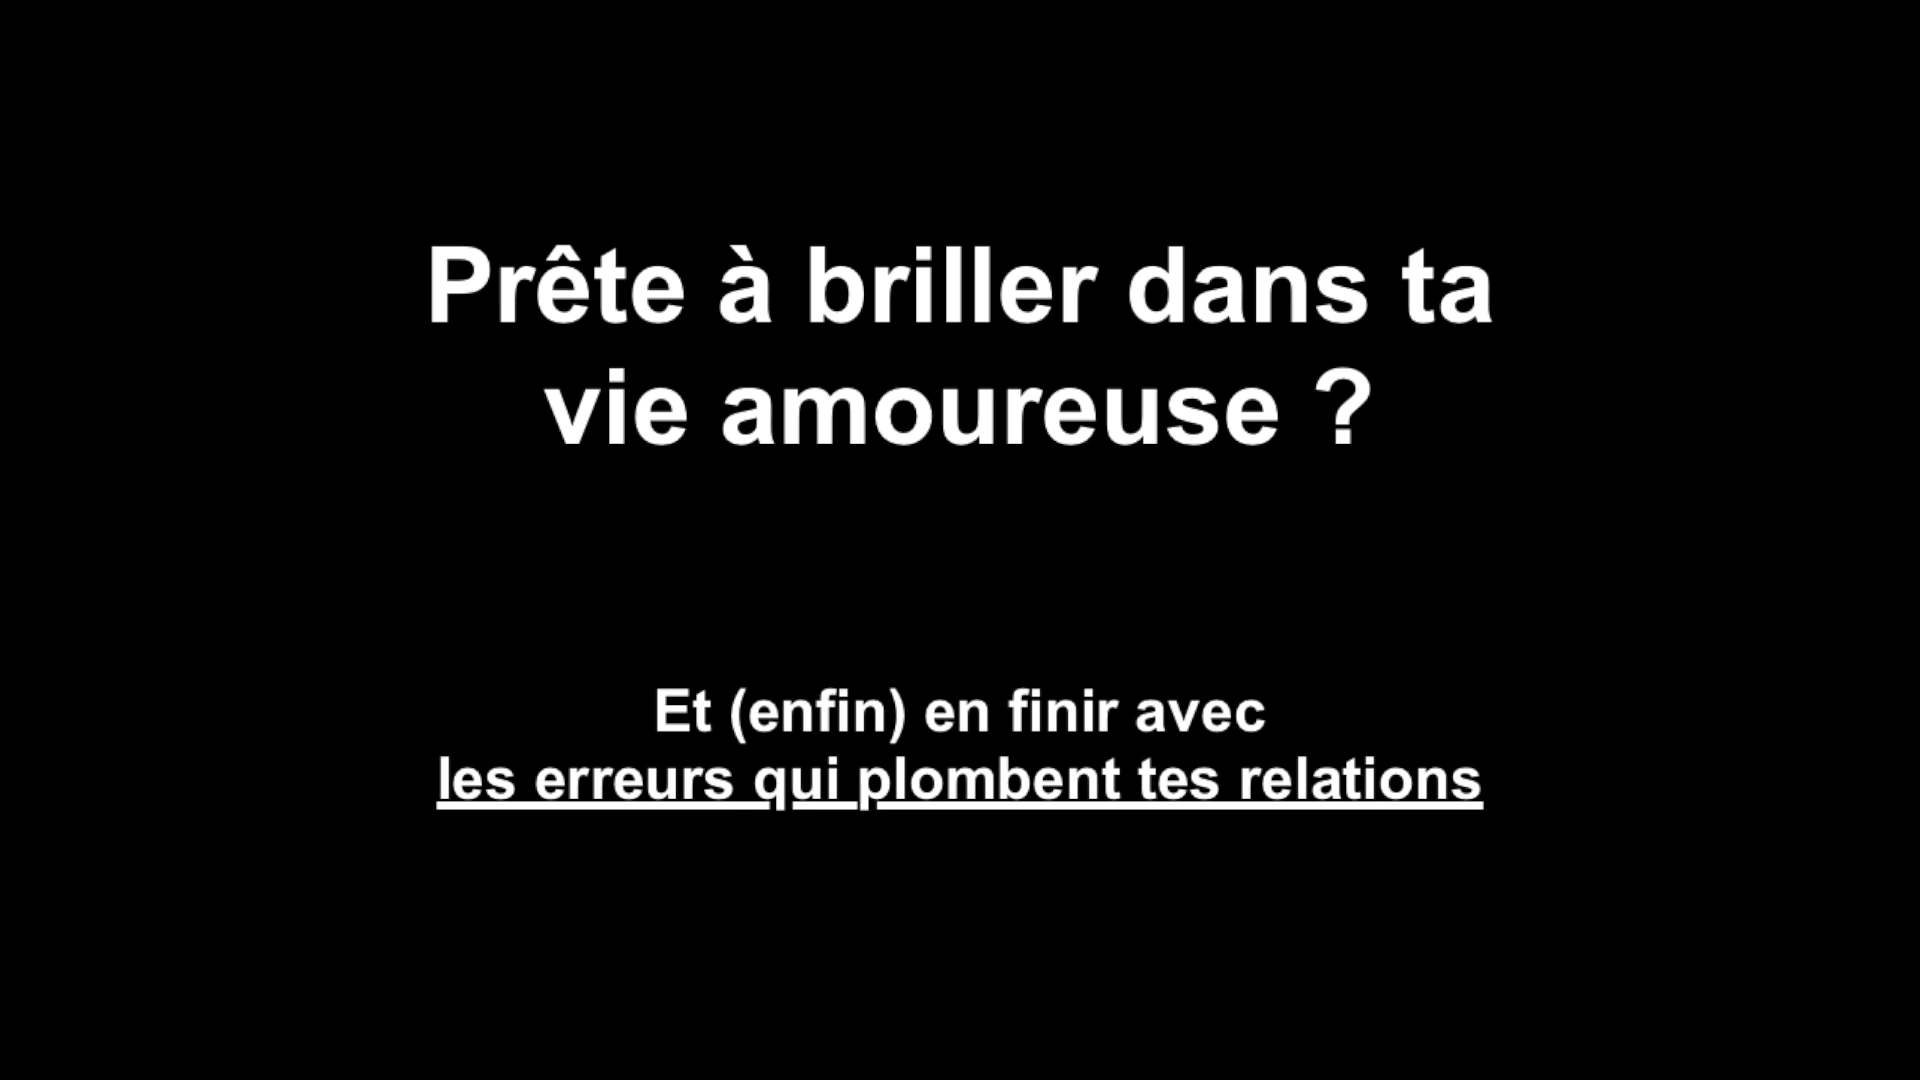 Prête à briller dans ta
vie amoureuse ?
Et (enfin) en finir avec
les erreurs qui plombent tes relations